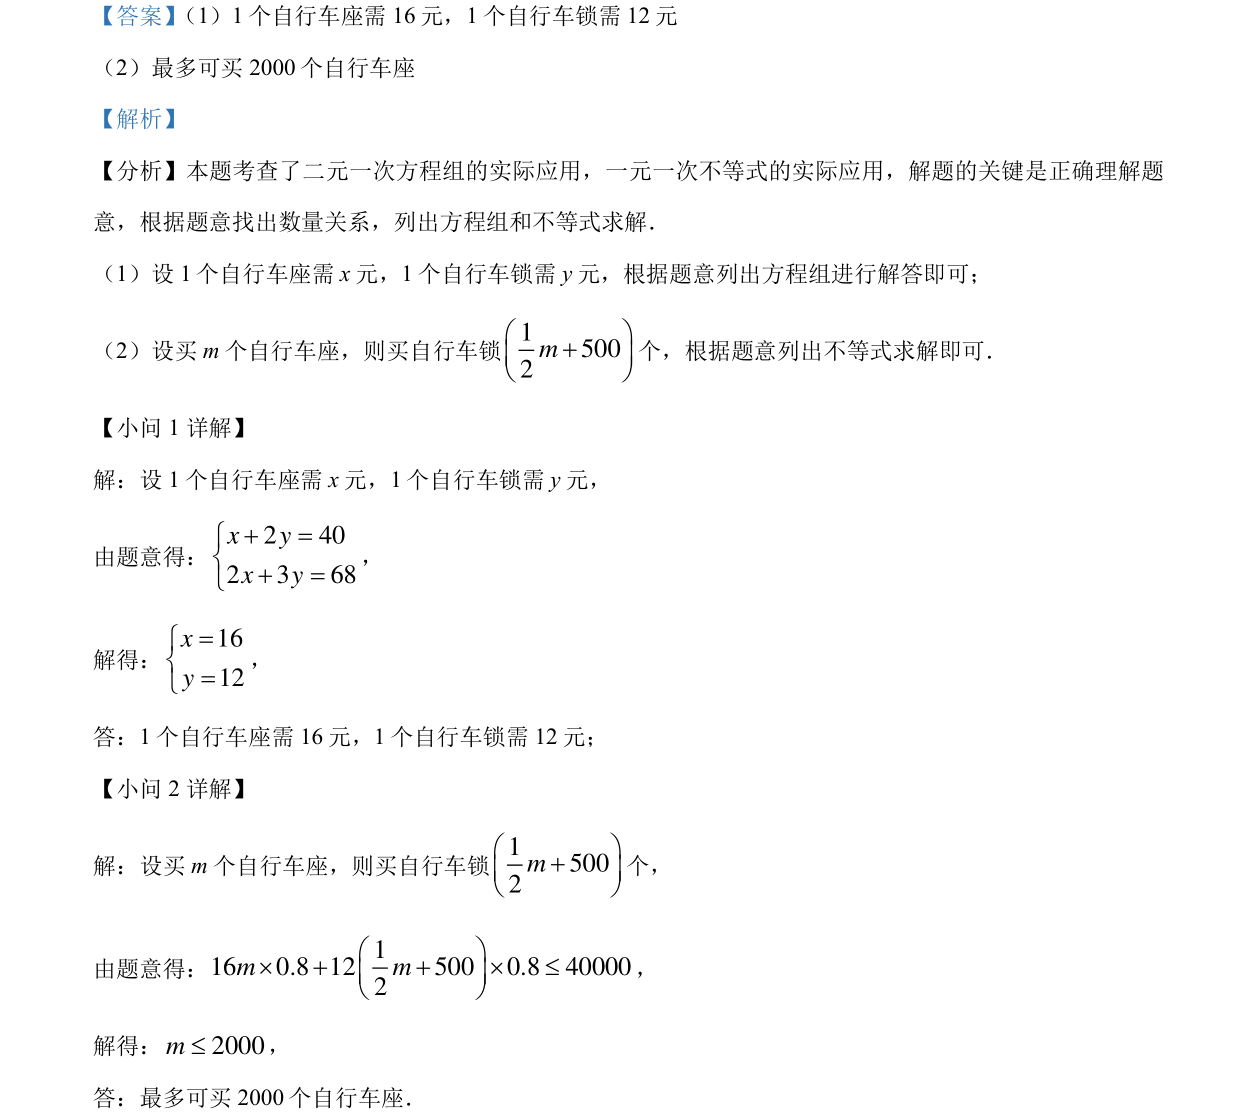 【答案】（1）1 个自行车座需 16 元，1 个自行车锁需 12 元
（2）最多可买 2000 个自行车座
【解析】
【分析】本题考查了二元一次方程组的实际应用，一元一次不等式的实际应用，解题的关键是正确理解题
意，根据题意找出数量关系，列出方程组和不等式求解．
（1）设 1 个自行车座需 x 元，1 个自行车锁需 y 元，根据题意列出方程组进行解答即可；
（2）设买 m 个自行车座，则买自行车锁 (1/2 m+500) 个，根据题意列出不等式求解即可．
【小问 1 详解】
解：设 1 个自行车座需 x 元，1 个自行车锁需 y 元，
由题意得：{x+2y=40
2x+3y=68，
解得：{x=16
y=12，
答：1 个自行车座需 16 元，1 个自行车锁需 12 元；
【小问 2 详解】
解：设买 m 个自行车座，则买自行车锁 (1/2 m+500) 个，
由题意得：16m×0.8+12(1/2 m+500)×0.8≤40000，
解得：m≤2000，
答：最多可买 2000 个自行车座．